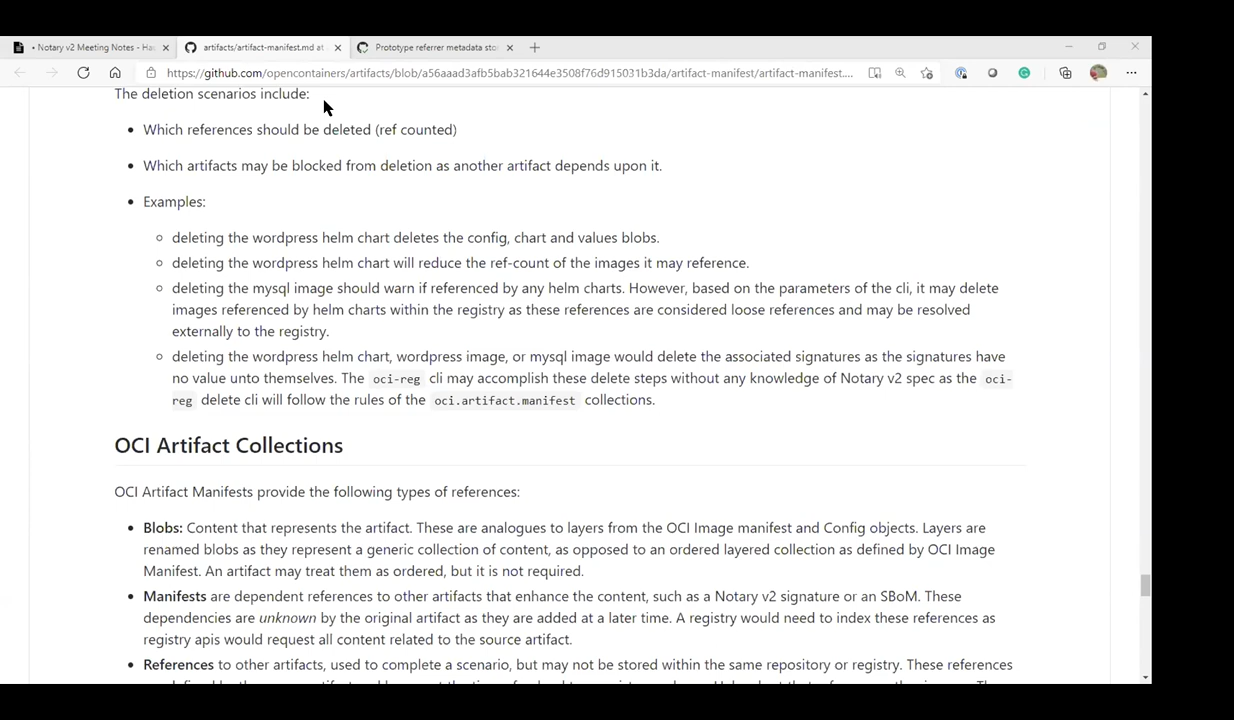 • Notary v2 Meeting Notes - Ha
artifacts/artifact-manifest.md at
Prototype referrer metadata sto
https://github.com/opencontainers/artifacts/blob/a56aaad3afb5bab321644e3508f76d915031b3da/artifact-manifest/artifact-manifest....
The deletion scenarios include:
• Which references should be deleted (ref counted)
• Which artifacts may be blocked from deletion as another artifact depends upon it.
• Examples:
○ deleting the wordpress helm chart deletes the config, chart and values blobs.
○ deleting the wordpress helm chart will reduce the ref-count of the images it may reference.
○ deleting the mysql image should warn if referenced by any helm charts. However, based on the parameters of the cli, it may delete
images referenced by helm charts within the registry as these references are considered loose references and may be resolved
externally to the registry.
○ deleting the wordpress helm chart, wordpress image, or mysql image would delete the associated signatures as the signatures have
no value unto themselves. The oci-reg cli may accomplish these delete steps without any knowledge of Notary v2 spec as the oci-
reg delete cli will follow the rules of the oci.artifact.manifest collections.
OCI Artifact Collections
OCI Artifact Manifests provide the following types of references:
• Blobs: Content that represents the artifact. These are analogues to layers from the OCI Image manifest and Config objects. Layers are
renamed blobs as they represent a generic collection of content, as opposed to an ordered layered collection as defined by OCI Image
Manifest. An artifact may treat them as ordered, but it is not required.
• Manifests are dependent references to other artifacts that enhance the content, such as a Notary v2 signature or an SBoM. These
dependencies are unknown by the original artifact as they are added at a later time. A registry would need to index these references as
registry apis would request all content related to the source artifact.
• References to other artifacts, used to complete a scenario, but may not be stored within the same repository or registry. These references